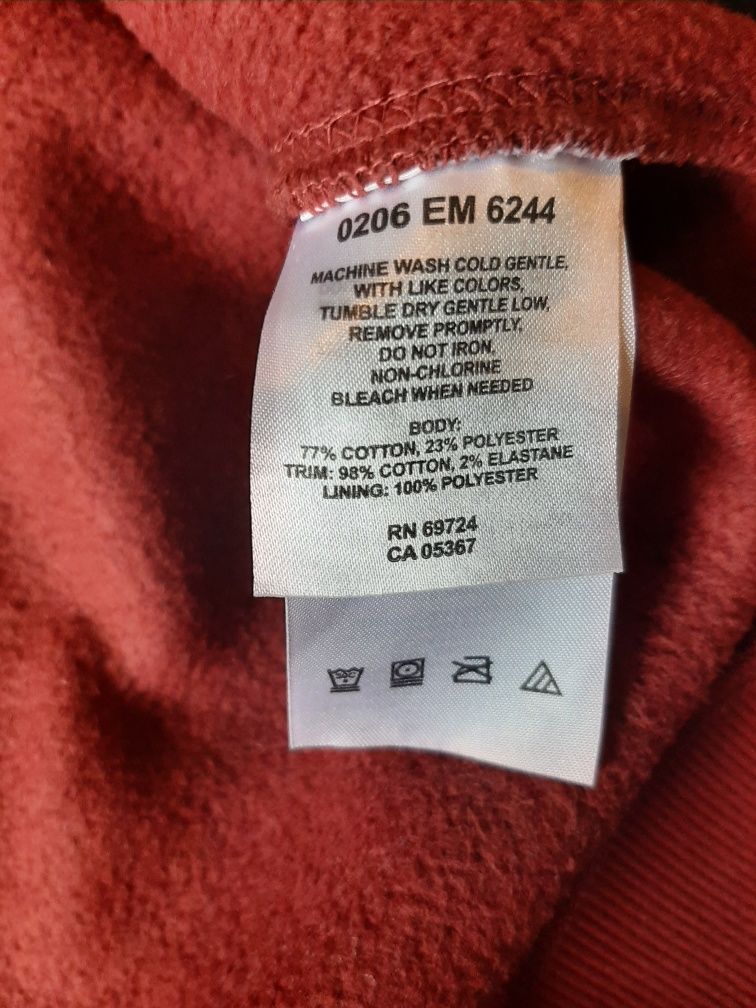 0206 EM 6244
MACHINE WASH COLD GENTLE,
WITH LIKE COLORS,
TUMBLE DRY GENTLE LOW,
REMOVE PROMPTLY,
DO NOT IRON,
NON-CHLORINE
BLEACH WHEN NEEDED
BODY:
77% COTTON, 23% POLYESTER
TRIM: 98% COTTON, 2% ELASTANE
LINING: 100% POLYESTER
RN 69724
CA 05367